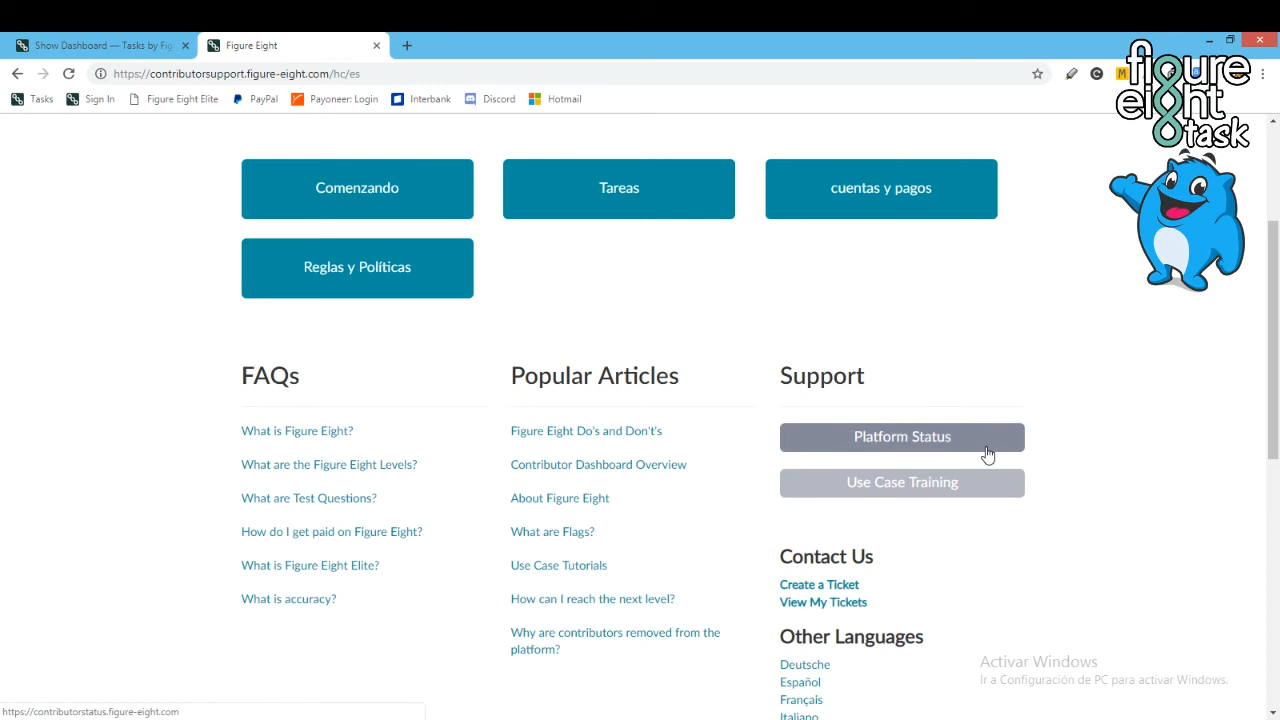 Show Dashboard — Tasks by Fig
Figure Eight
https://contributorsupport.figure-eight.com/hc/es
Tasks
Sign In
Figure Eight Elite
PayPal
Payoneer: Login
Interbank
Discord
Hotmail
figure
eight
task
Comenzando
Tareas
cuentas y pagos
Reglas y Políticas
FAQs
What is Figure Eight?
What are the Figure Eight Levels?
What are Test Questions?
How do I get paid on Figure Eight?
What is Figure Eight Elite?
What is accuracy?
Popular Articles
Figure Eight Do's and Don't's
Contributor Dashboard Overview
About Figure Eight
What are Flags?
Use Case Tutorials
How can I reach the next level?
Why are contributors removed from the
platform?
Support
Platform Status
Use Case Training
Contact Us
Create a Ticket
View My Tickets
Other Languages
Deutsche
Español
Français
Italiano
Activar Windows
Ir a Configuración de PC para activar Windows.
https://contributorstatus.figure-eight.com